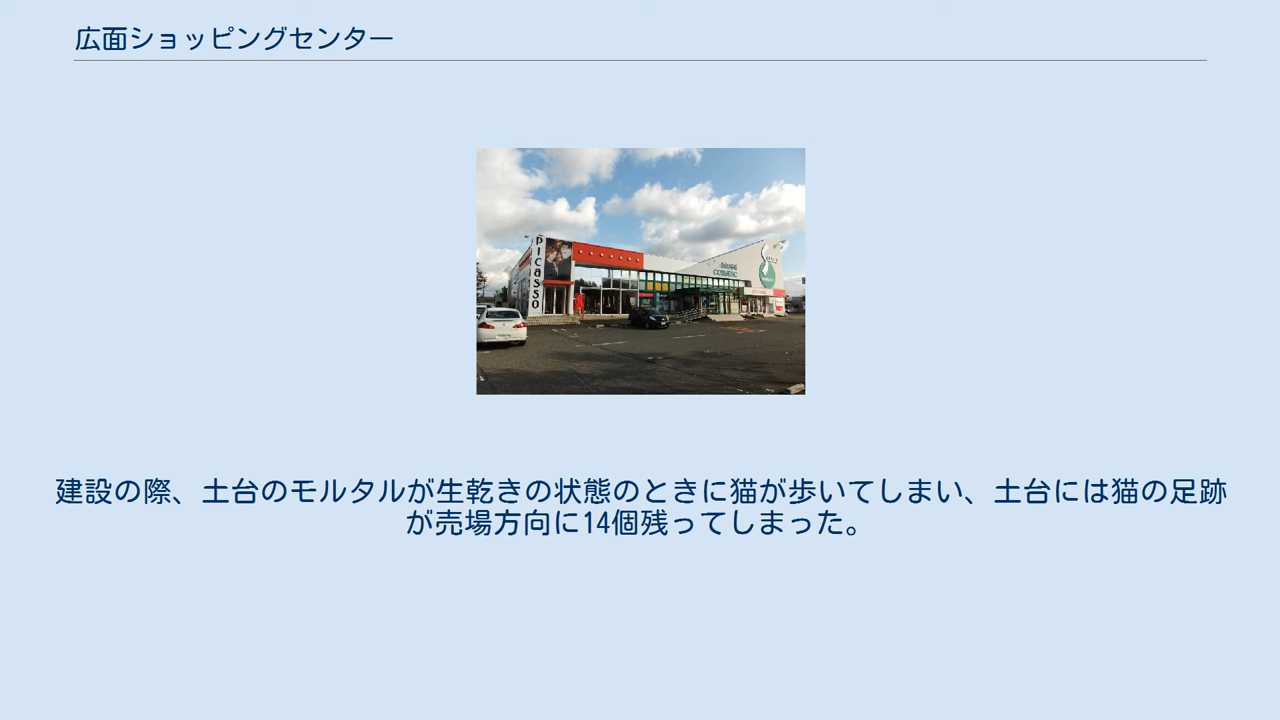 広面ショッピングセンター
picasso
DRUG
COSMETIC
建設の際、土台のモルタルが生乾きの状態のときに猫が歩いてしまい、土台には猫の足跡
が売場方向に14個残ってしまった。